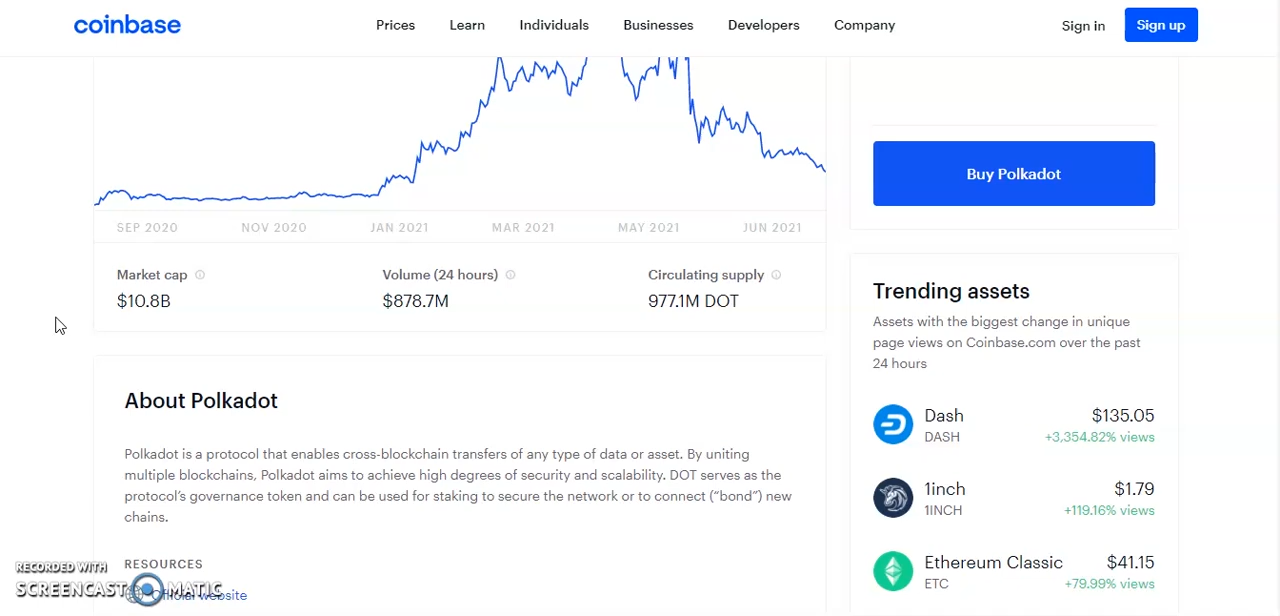 coinbase
Prices Learn Individuals Businesses Developers Company
Sign in Sign up
SEP 2020 NOV 2020 JAN 2021 MAR 2021 MAY 2021 JUN 2021
Market cap Volume (24 hours) Circulating supply
$10.8B $878.7M 977.1M DOT
About Polkadot
Polkadot is a protocol that enables cross-blockchain transfers of any type of data or asset. By uniting
multiple blockchains, Polkadot aims to achieve high degrees of security and scalability. DOT serves as the
protocol's governance token and can be used for staking to secure the network or to connect ("bond") new
chains.
RESOURCES
Official website
Buy Polkadot
Trending assets
Assets with the biggest change in unique
page views on Coinbase.com over the past
24 hours
Dash $135.05
DASH +3,354.82% views
1inch $1.79
1INCH +119.16% views
Ethereum Classic $41.15
ETC +79.99% views
RECORDED WITH
SCREENCAST MATIC